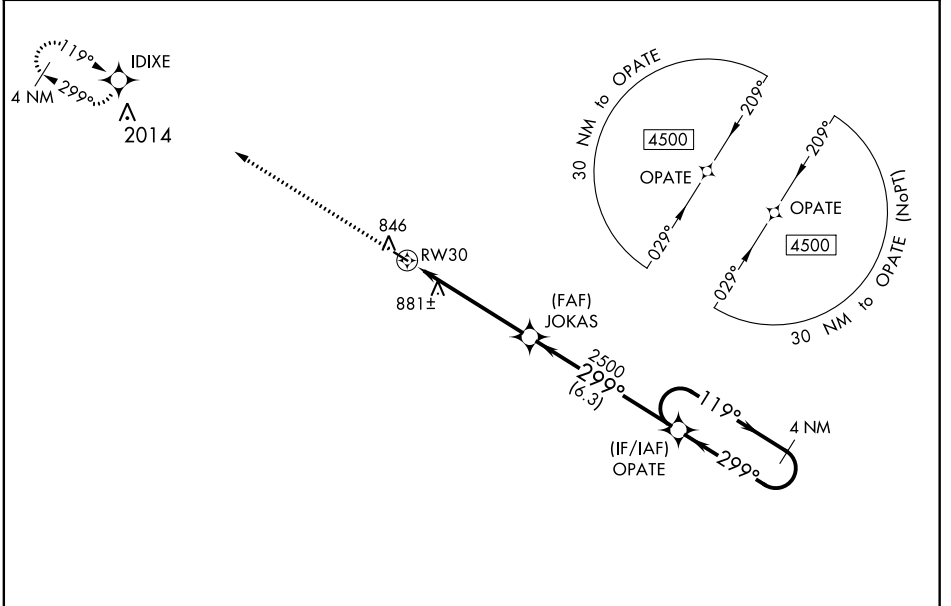 119°
IDIXE
4 NM
299°
2014
30 NM to OPATE
209°
4500
OPATE
029°
209°
OPATE
4500
029°
30 NM to OPATE (NoPT)
846
RW30
881±
(FAF)
JOKAS
2500
299°
(6.3)
119°
4 NM
(IF/IAF)
OPATE
299°